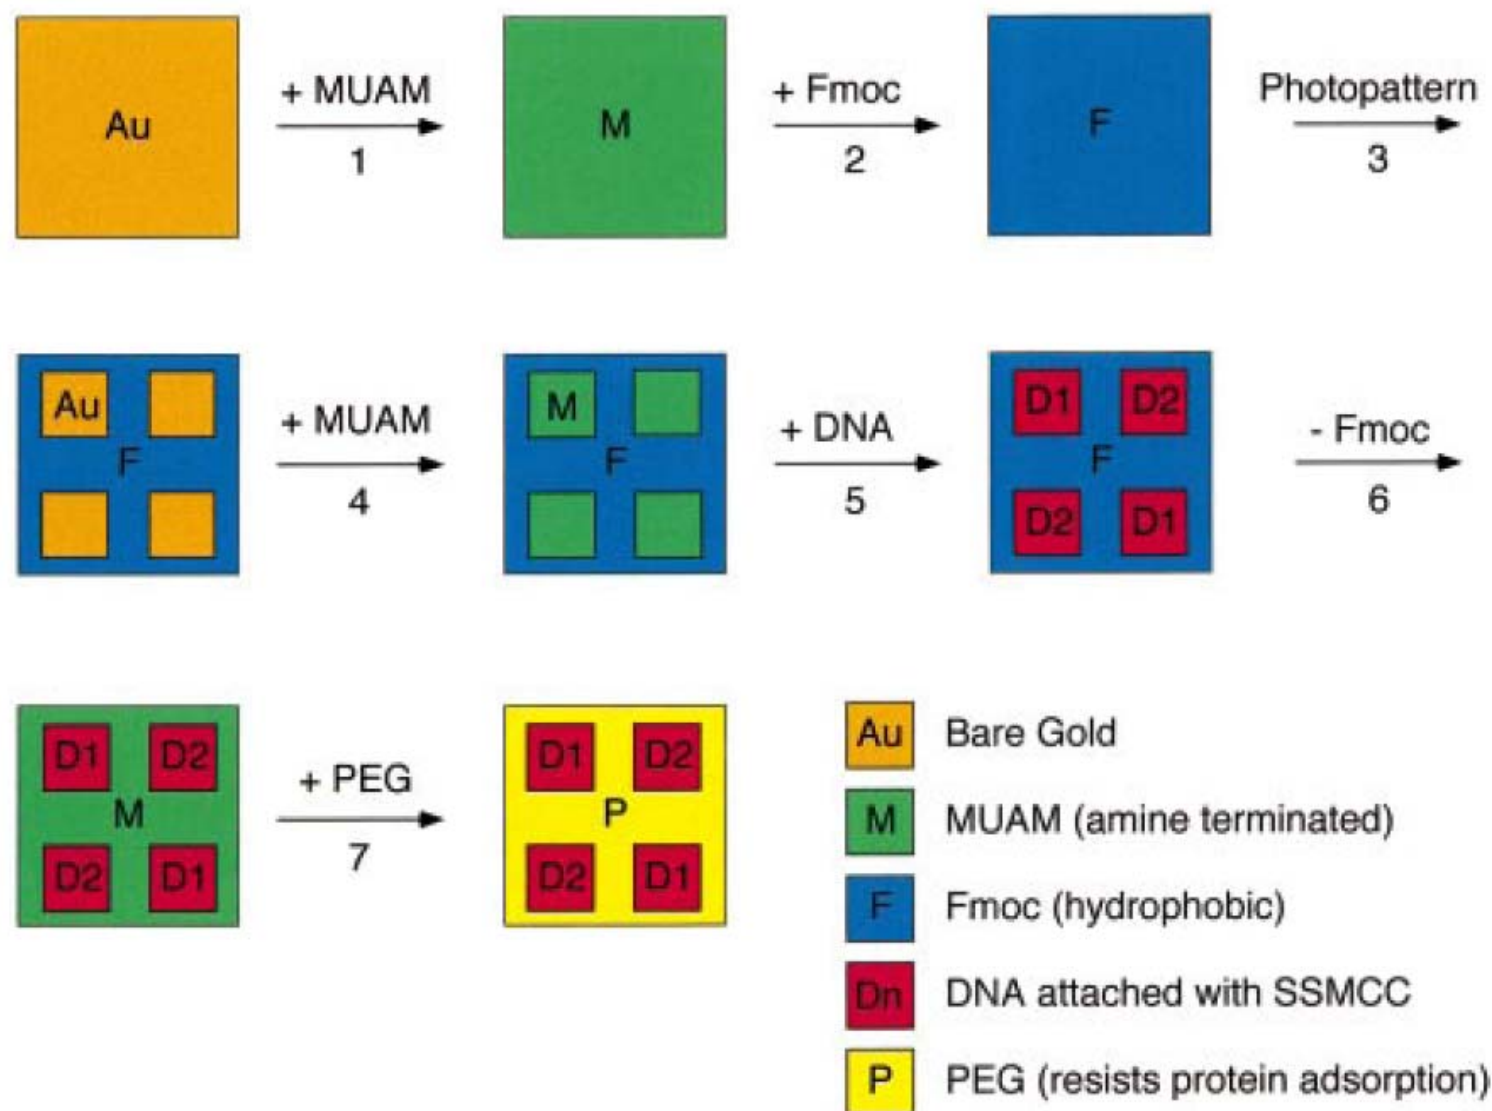 Au
+ MUAM
1
M
+ Fmoc
2
F
Photopattern
3
Au
F
+ MUAM
4
M
F
+ DNA
5
D1 D2
F
D2 D1
- Fmoc
6
D1 D2
M
D2 D1
+ PEG
7
D1 D2
P
D2 D1
Au Bare Gold
M MUAM (amine terminated)
F Fmoc (hydrophobic)
Dn DNA attached with SSMCC
P PEG (resists protein adsorption)